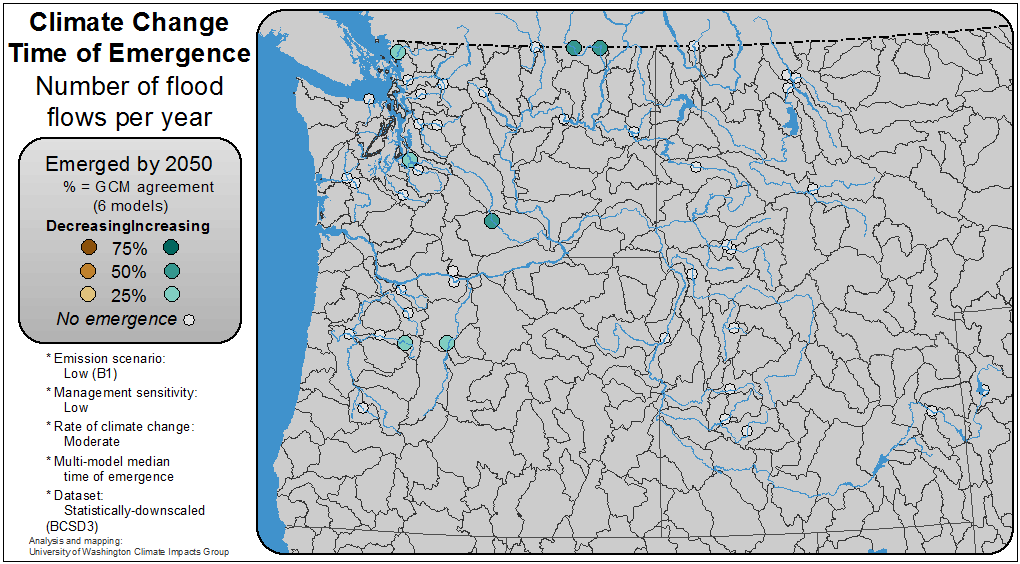 Climate Change
Time of Emergence
Number of flood
flows per year
Emerged by 2050
% = GCM agreement
(6 models)
DecreasingIncreasing
75%
50%
25%
No emergence
* Emission scenario:
Low (B1)
* Management sensitivity:
Low
* Rate of climate change:
Moderate
* Multi-model median
time of emergence
* Dataset:
Statistically-downscaled
(BCSD3)
Analysis and mapping:
University of Washington Climate Impacts Group